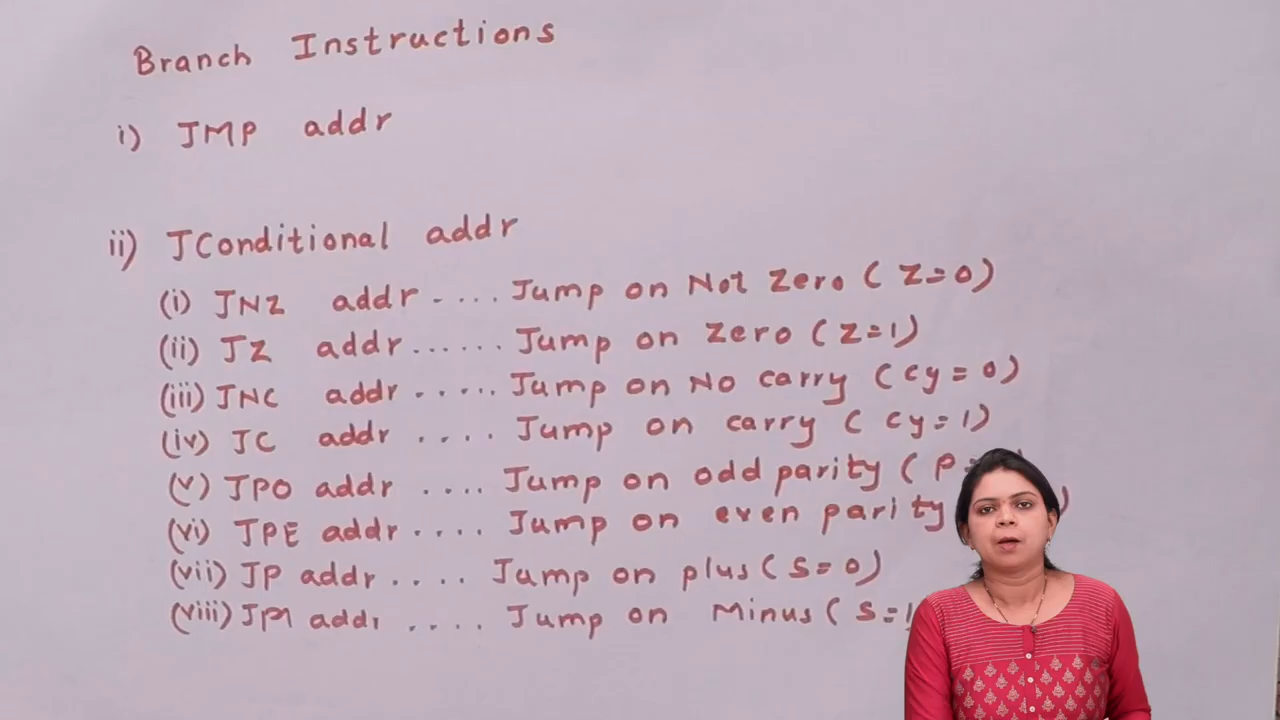 Branch Instructions
i) JMP addr
ii) JConditional addr
(i) JNZ addr .... Jump on Not Zero (Z=0)
(ii) JZ addr ...... Jump on Zero (Z=1)
(iii) JNC addr ..... Jump on No carry (cy=0)
(iv) JC addr .... Jump on carry (cy=1)
(v) JPO addr .... Jump on odd parity (P=
(vi) JPE addr .... Jump on even parity )
(vii) JP addr .... Jump on plus (S=0)
(viii) JM addr .... Jump on Minus (S=1